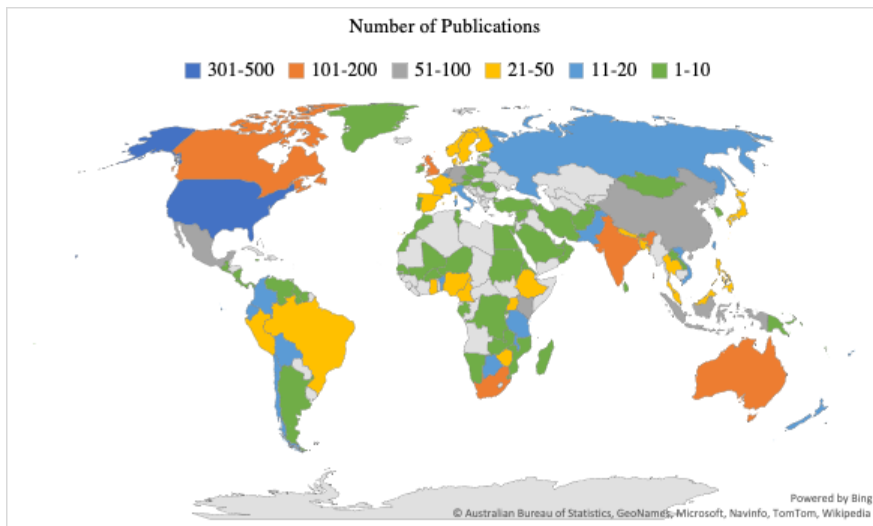 Number of Publications
301-500 101-200 51-100 21-50 11-20 1-10
Powered by Bing
© Australian Bureau of Statistics, GeoNames, Microsoft, Navinfo, TomTom, Wikipedia